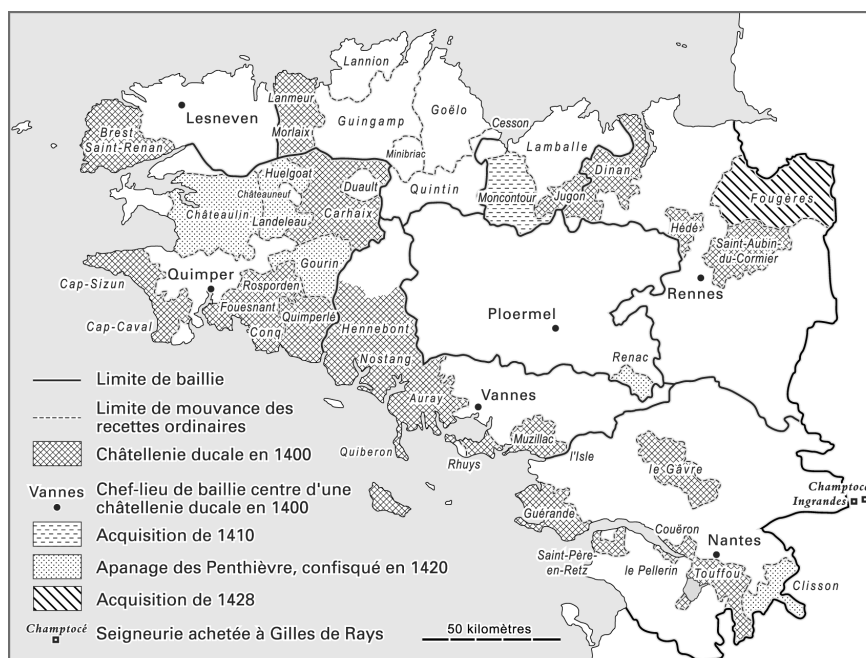 Lannion
Lanmeur
Lesneven
Guingamp
Goëlo
Cesson
Brest
Saint-Renan
Morlaix
Minibriac
Lamballe
Huelgoat
Duault
Quintin
Dinan
Châteauneuf
Moncontour
Jugon
Fougères
Châteaulin
Landeleau
Carhaix
Hédé
Saint-Aubin-
du-Cormier
Gourin
Quimper
Cap-Sizun
Rosporden
Rennes
Fouesnant
Quimperlé
Ploermel
Cap-Caval
Conq
Hennebont
Nostang
Renac
Auray
Vannes
Muzillac
Quiberon
Rhuys
l'Isle
le Gâvre
Champtocé
Ingrandes
Guérande
Couëron
Nantes
Saint-Père-
en-Retz
le Pellerin
Touffou
Clisson
Limite de baillie
Limite de mouvance des
recettes ordinaires
Châtellenie ducale en 1400
Vannes
Chef-lieu de baillie centre d'une
châtellenie ducale en 1400
Acquisition de 1410
Apanage des Penthièvre, confisqué en 1420
Acquisition de 1428
Champtocé
Seigneurie achetée à Gilles de Rays
50 kilomètres